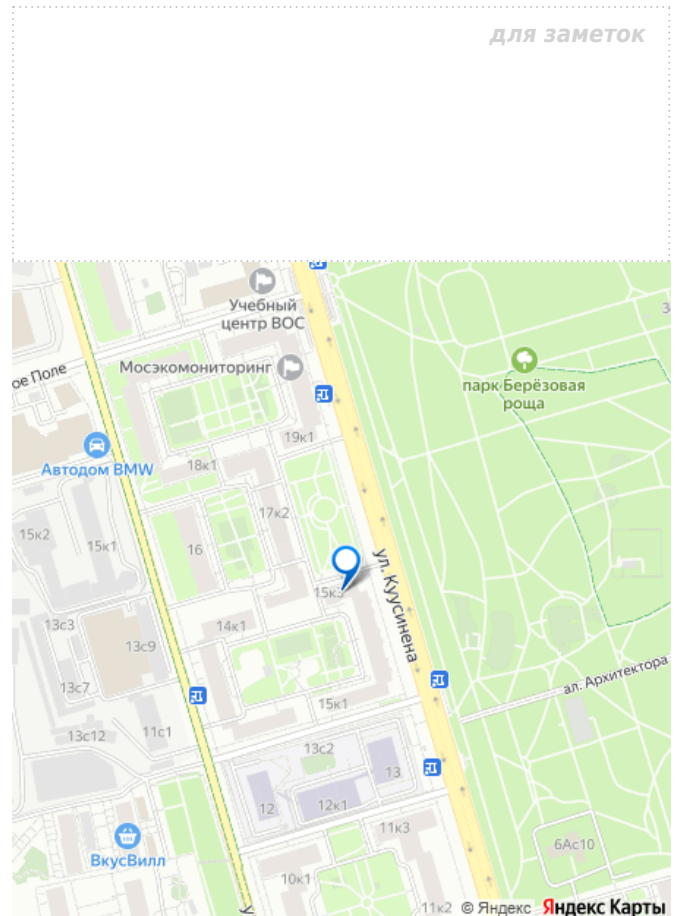 для заметок
Учебный
центр ВОС
ое Поле
Мосэкомониторинг
парк Берёзовая
роща
19к1
Автодом BMW
18к1
17к2
15к2
15к1
16
ул. Куусинена
15к3
13с3
14к1
13с9
13с7
ал. Архитектора
15к1
11с1
13с12
13с2
13
12
12к1
11к3
ВкусВилл
6Ас10
10к1
11к2
© Яндекс Яндекс Карты